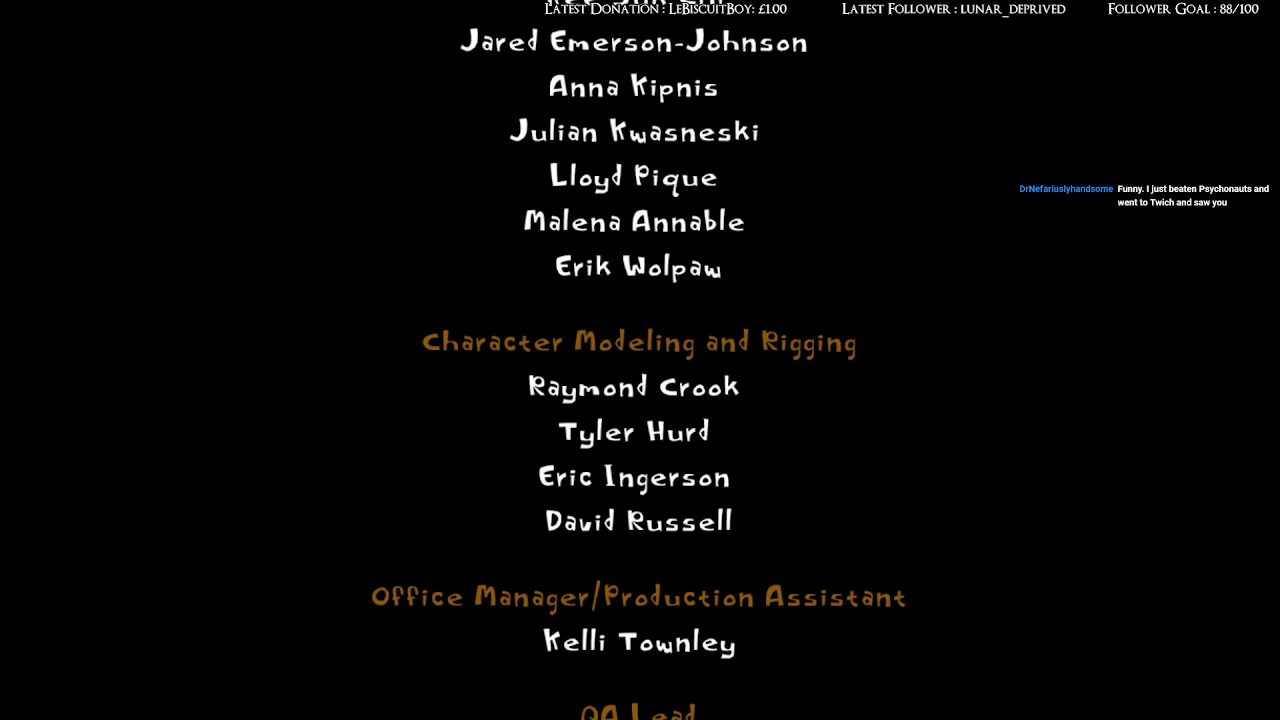 Latest Donation : LeBiscuitBoy: £1.00 Latest Follower : lunar_deprived Follower Goal : 88/100
Jared Emerson-Johnson
Anna Kipnis
Julian Kwasneski
Lloyd Pique
DrNefariuslyhandsome Funny. I just beaten Psychonauts and
went to Twich and saw you
Malena Annable
Erik Wolpaw
Character Modeling and Rigging
Raymond Crook
Tyler Hurd
Eric Ingerson
David Russell
Office Manager/Production Assistant
Kelli Townley
QA Lead